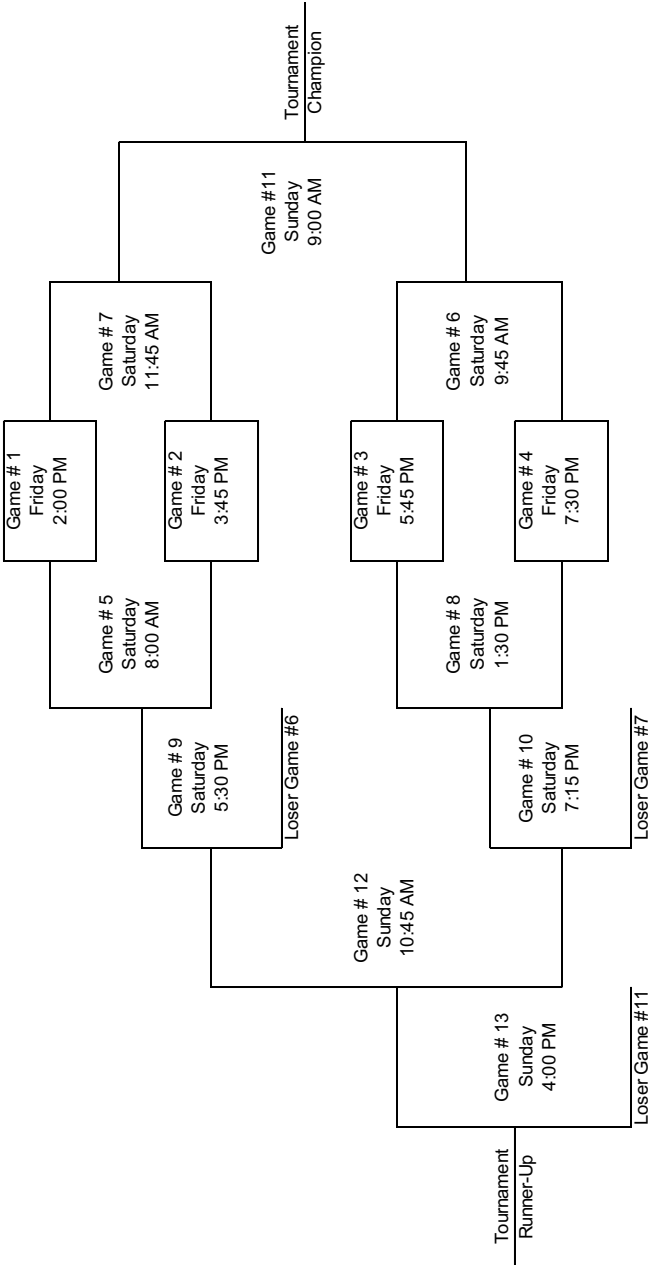 Tournament
Champion
Game #11
Sunday
9:00 AM
Game # 7
Saturday
11:45 AM
Game # 6
Saturday
9:45 AM
Game # 1
Friday
2:00 PM
Game # 2
Friday
3:45 PM
Game # 3
Friday
5:45 PM
Game # 4
Friday
7:30 PM
Game # 5
Saturday
8:00 AM
Game # 8
Saturday
1:30 PM
Game # 9
Saturday
5:30 PM
Loser Game #6
Game # 10
Saturday
7:15 PM
Loser Game #7
Game # 12
Sunday
10:45 AM
Game # 13
Sunday
4:00 PM
Loser Game #11
Tournament
Runner-Up